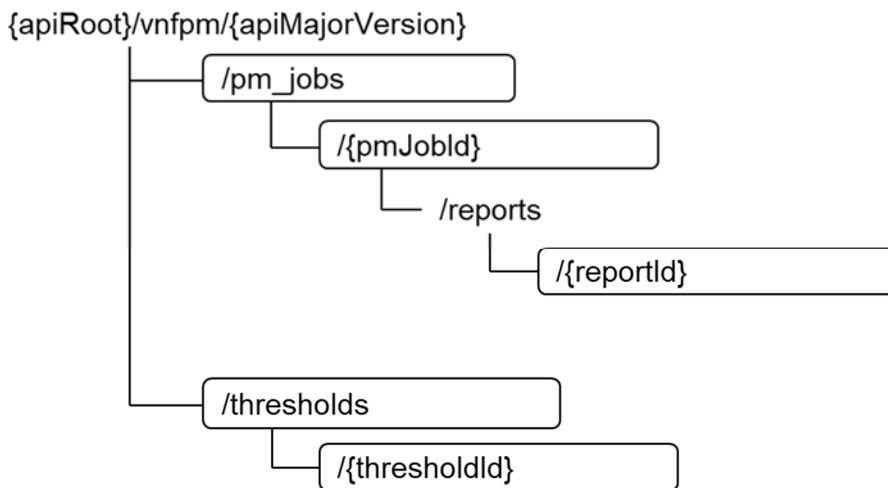 {apiRoot}/vnfpm/{apiMajorVersion}
/pm_jobs
/{pmJobId}
/reports
/{reportId}
/thresholds
/{thresholdId}